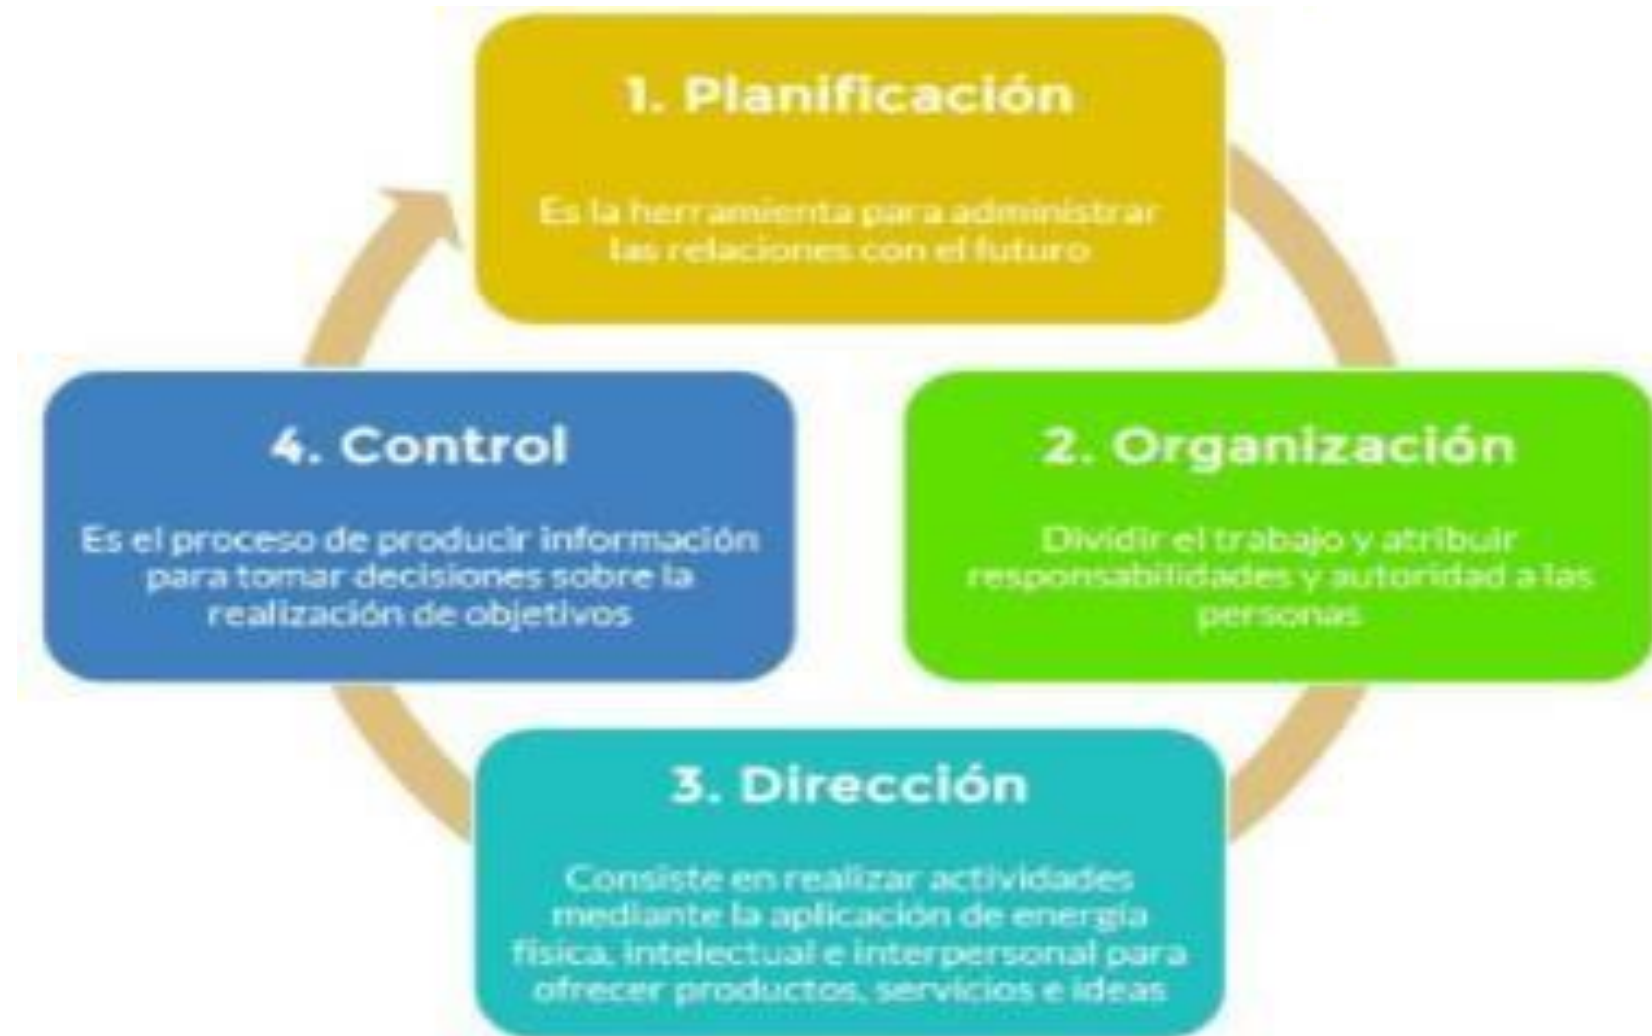 1. Planificación
Es la herramienta para administrar
las relaciones con el futuro
2. Organización
Dividir el trabajo y atribuir
responsabilidades y autoridad a las
personas
3. Dirección
Consiste en realizar actividades
mediante la aplicación de energía
física, intelectual e interpersonal para
ofrecer productos, servicios e ideas
4. Control
Es el proceso de producir información
para tomar decisiones sobre la
realización de objetivos